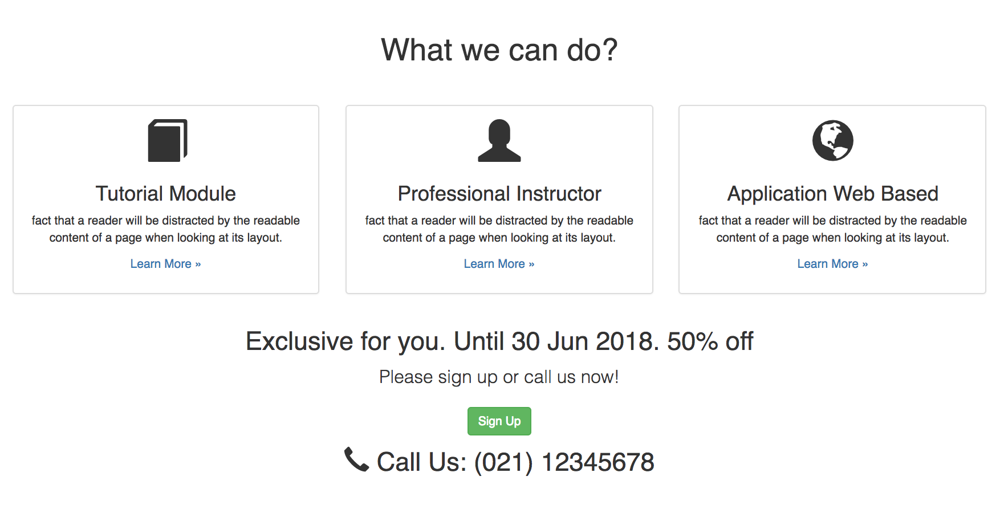 What we can do?
Tutorial Module
fact that a reader will be distracted by the readable
content of a page when looking at its layout.
Learn More »
Professional Instructor
fact that a reader will be distracted by the readable
content of a page when looking at its layout.
Learn More »
Application Web Based
fact that a reader will be distracted by the readable
content of a page when looking at its layout.
Learn More »
Exclusive for you. Until 30 Jun 2018. 50% off
Please sign up or call us now!
Sign Up
Call Us: (021) 12345678